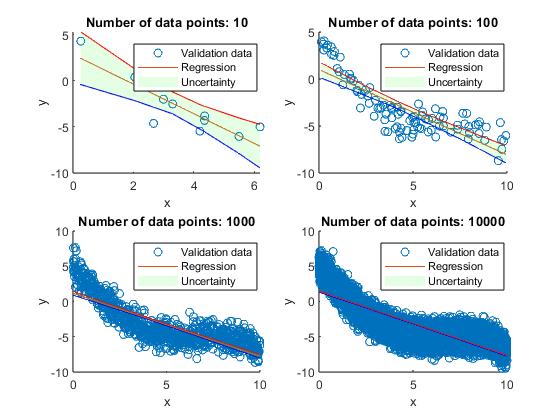 Number of data points: 10
Validation data
Regression
Uncertainty
5
0
-5
-10
y
0
2
4
6
x
Number of data points: 100
Validation data
Regression
Uncertainty
5
0
-5
-10
y
0
5
10
x
Number of data points: 1000
Validation data
Regression
Uncertainty
10
5
0
-5
-10
y
0
5
10
x
Number of data points: 10000
Validation data
Regression
Uncertainty
10
5
0
-5
-10
y
0
5
10
x